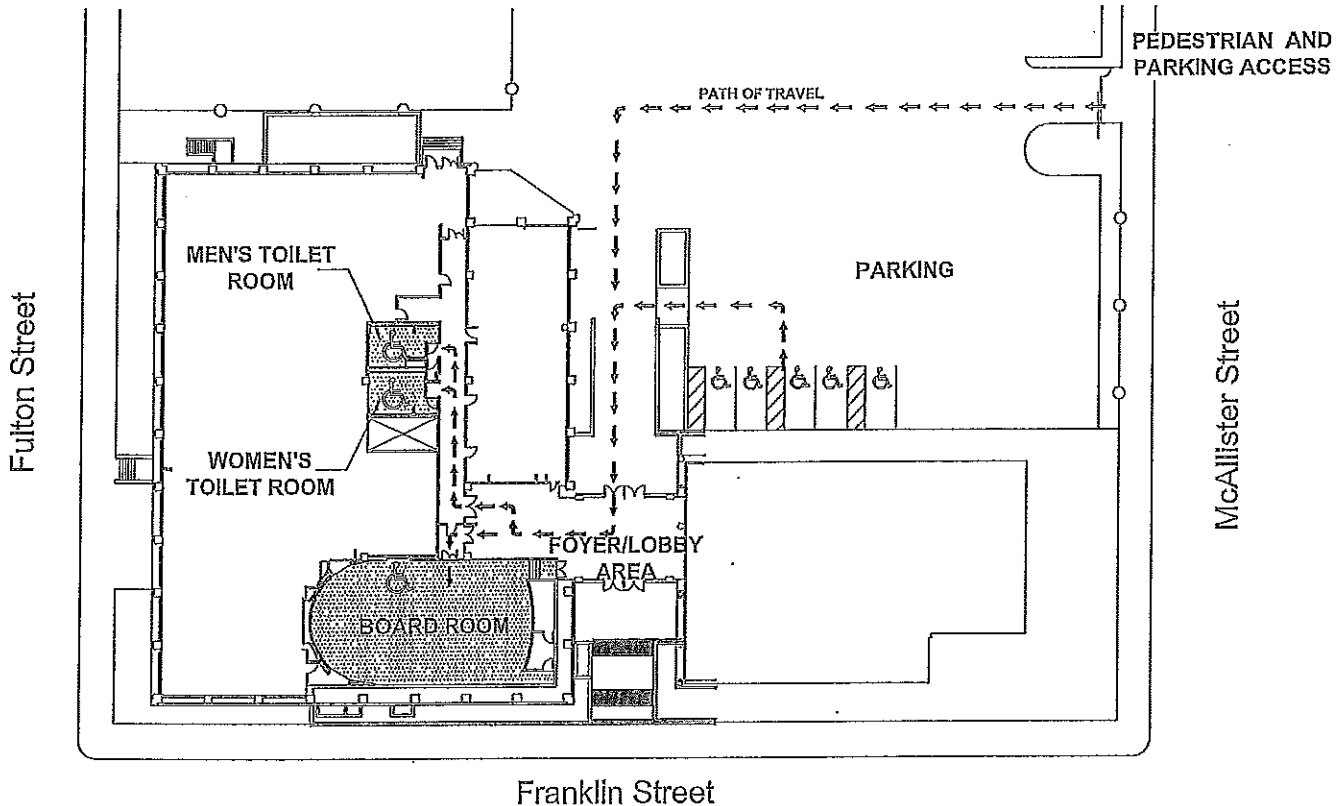 PEDESTRIAN AND
PARKING ACCESS
PATH OF TRAVEL
MEN'S TOILET
ROOM
PARKING
Fulton Street
McAllister Street
WOMEN'S
TOILET ROOM
FOYER/LOBBY
AREA
BOARD ROOM
Franklin Street